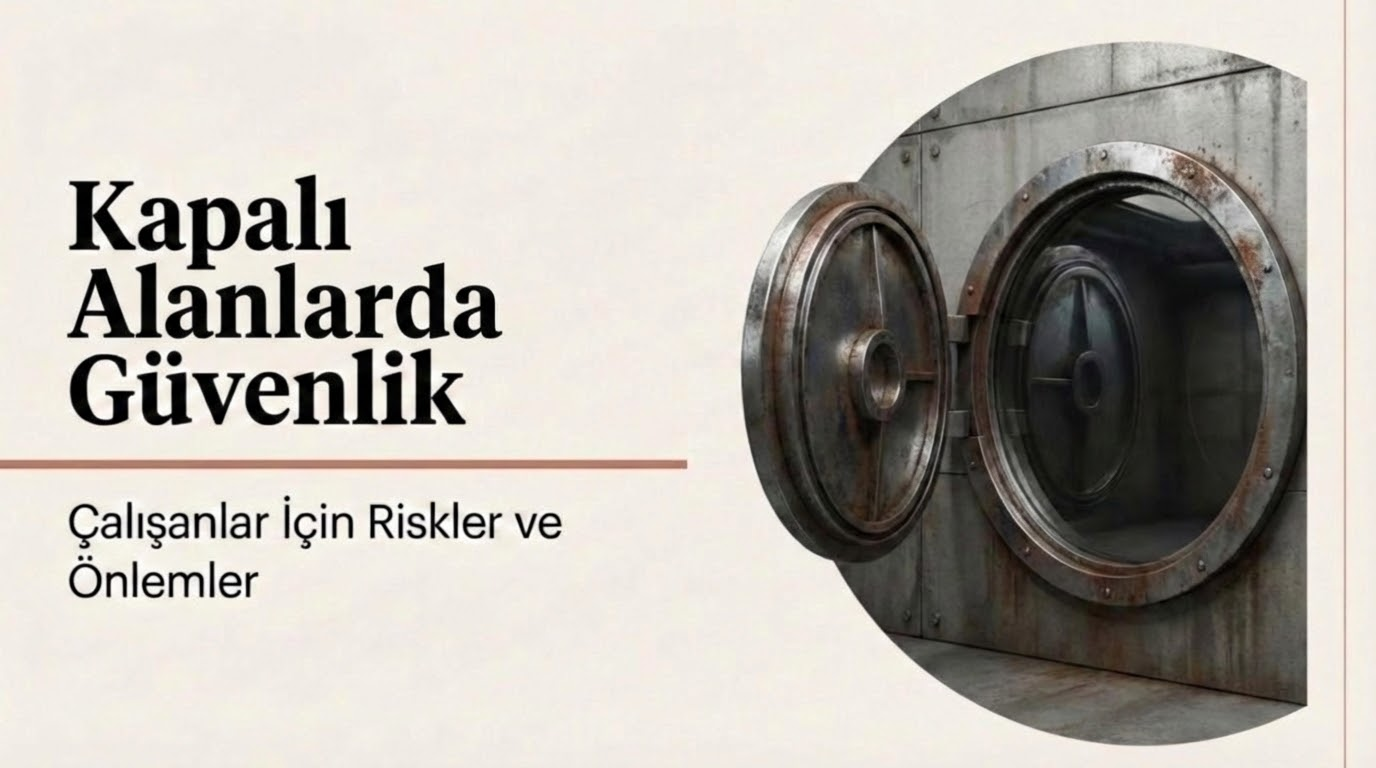 Kapalı
Alanlarda
Güvenlik
Çalışanlar İçin Riskler ve
Önlemler